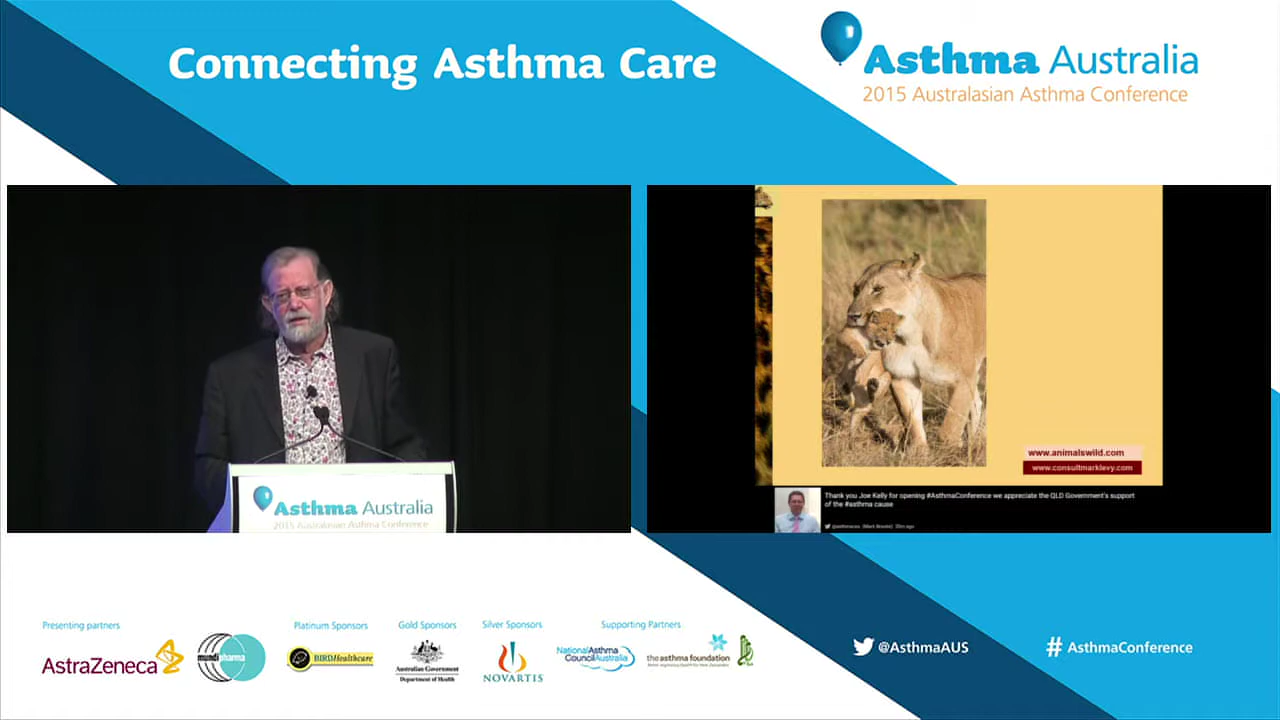 Connecting Asthma Care
Asthma Australia
2015 Australasian Asthma Conference
www.animalswild.com
www.consultmarklevy.com
Thank you Joe Kelly for opening #AsthmaConference we appreciate the QLD Government's support
of the #asthma cause
Asthma Australia
2015 Australasian Asthma Conference
Presenting partners
AstraZeneca
pharma
Platinum Sponsors
BIRD Healthcare
Gold Sponsors
Australian Government
Department of Health
Silver Sponsors
NOVARTIS
Supporting Partners
National Asthma
Council Australia
the asthma foundation
@AsthmaAUS
# AsthmaConference